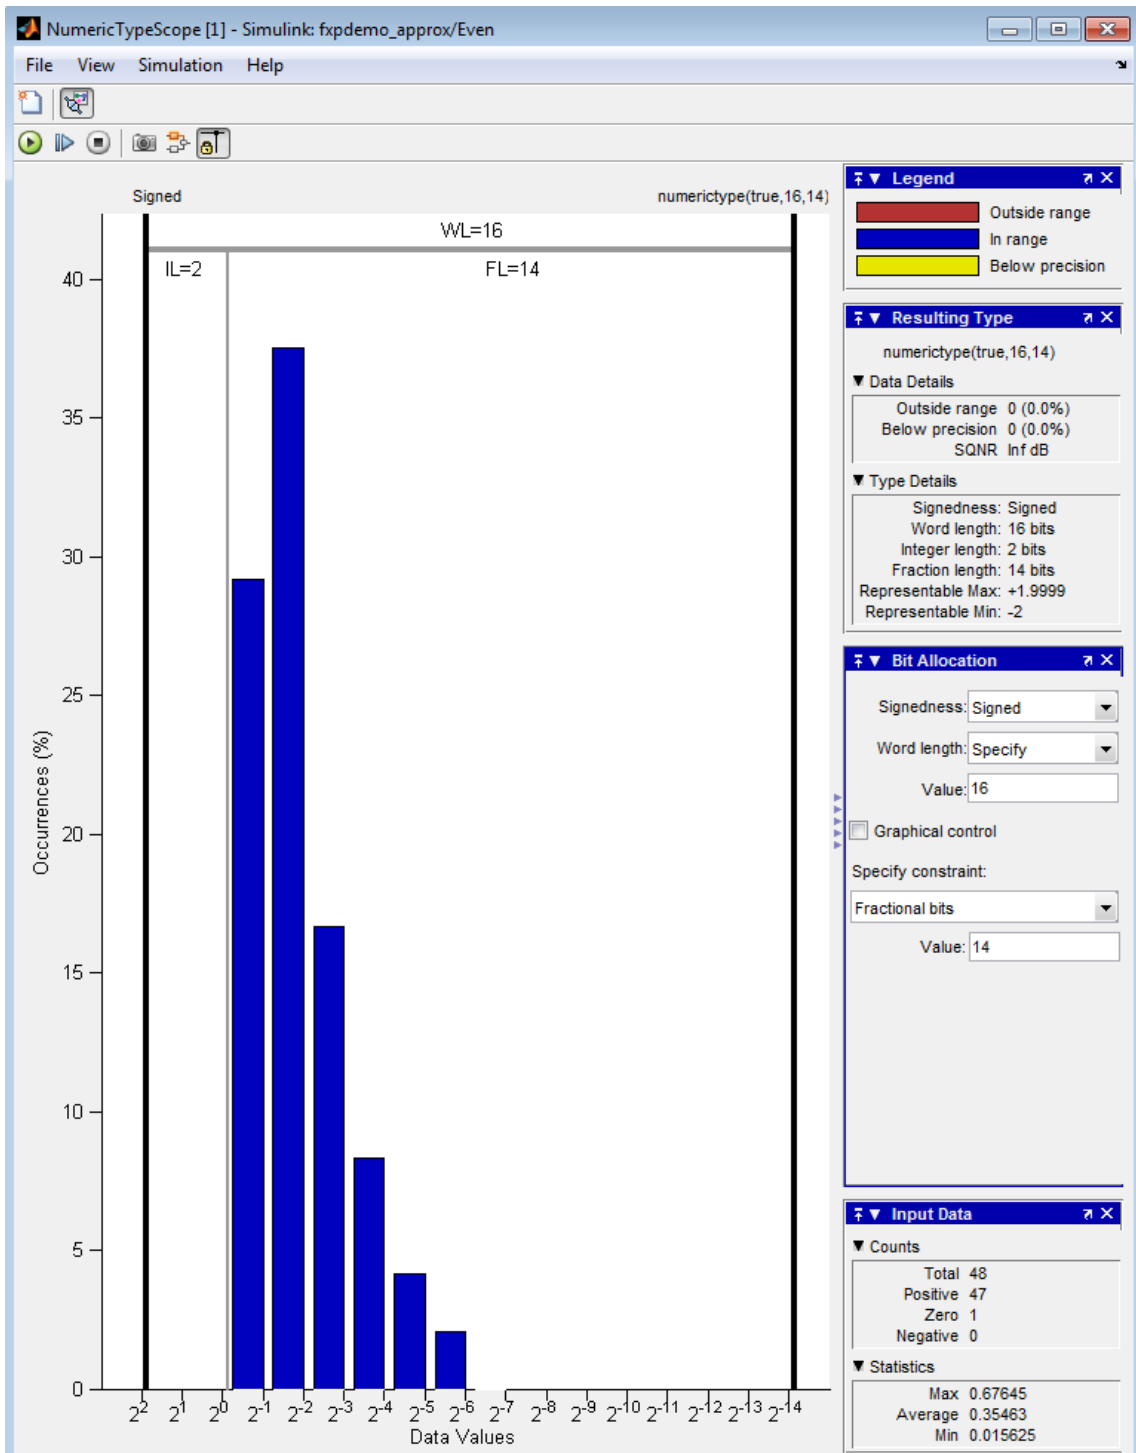 NumericTypeScope [1] - Simulink: fxpdemo_approx/Even
File View Simulation Help
Signed numerictype(true,16,14)
WL=16
IL=2 FL=14
40
35
30
25
20
15
10
5
0
Occurrences (%)
2^2 2^1 2^0 2^-1 2^-2 2^-3 2^-4 2^-5 2^-6 2^-7 2^-8 2^-9 2^-10 2^-11 2^-12 2^-13 2^-14
Data Values
Legend
Outside range
In range
Below precision
Resulting Type
numerictype(true,16,14)
Data Details
Outside range 0 (0.0%)
Below precision 0 (0.0%)
SQNR Inf dB
Type Details
Signedness: Signed
Word length: 16 bits
Integer length: 2 bits
Fraction length: 14 bits
Representable Max: +1.9999
Representable Min: -2
Bit Allocation
Signedness: Signed
Word length: Specify
Value: 16
Graphical control
Specify constraint:
Fractional bits
Value: 14
Input Data
Counts
Total 48
Positive 47
Zero 1
Negative 0
Statistics
Max 0.67645
Average 0.35463
Min 0.015625